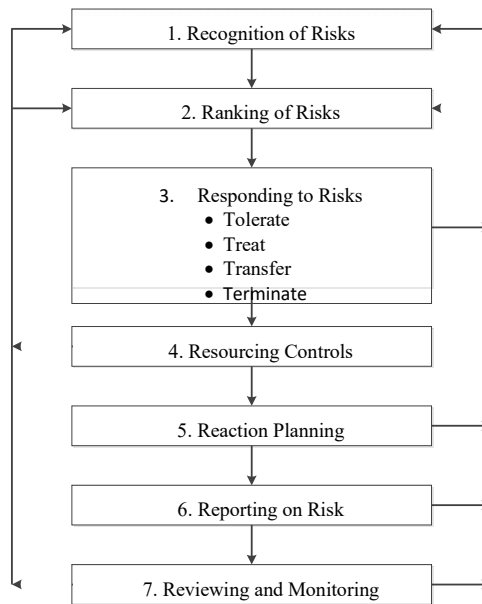 1. Recognition of Risks
2. Ranking of Risks
3. Responding to Risks
• Tolerate
• Treat
• Transfer
• Terminate
4. Resourcing Controls
5. Reaction Planning
6. Reporting on Risk
7. Reviewing and Monitoring